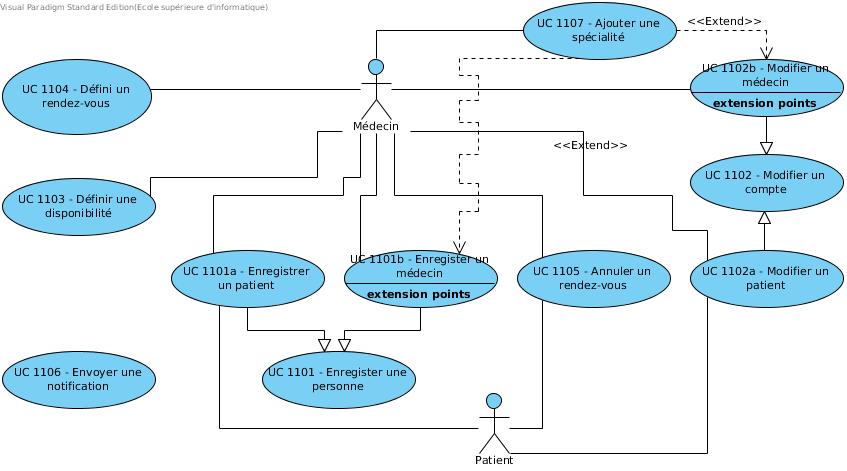 Visual Paradigm Standard Edition(Ecole supérieure d'informatique)
UC 1107 - Ajouter une
spécialité
<<Extend>>
UC 1104 - Défini un
rendez-vous
Médecin
UC 1102b - Modifier un
médecin
extension points
<<Extend>>
UC 1102 - Modifier un
compte
UC 1103 - Définir une
disponibilité
UC 1101a - Enregistrer
un patient
UC 1101b - Enregister un
médecin
extension points
UC 1105 - Annuler un
rendez-vous
UC 1102a - Modifier un
patient
UC 1106 - Envoyer une
notification
UC 1101 - Enregister une
personne
Patient